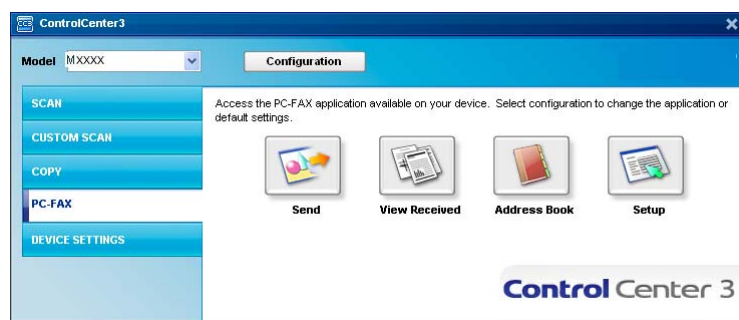 CC3 ControlCenter3
Model MXXXX Configuration
SCAN
CUSTOM SCAN
COPY
PC-FAX
DEVICE SETTINGS
Access the PC-FAX application available on your device. Select configuration to change the application or
default settings.
Send View Received Address Book Setup
Control Center 3